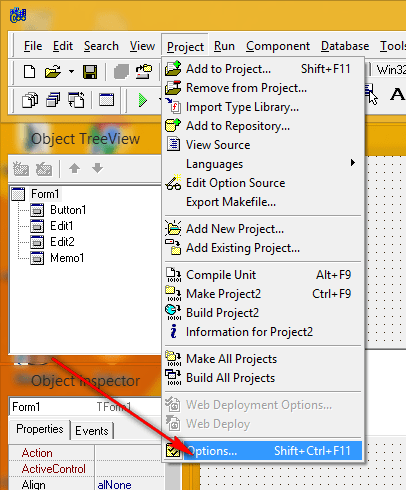 File Edit Search View Project Run Component Database Tools
Add to Project... Shift+F11
Win32
Remove from Project...
Import Type Library...
Add to Repository...
View Source
Languages
Edit Option Source
Export Makefile...
Add New Project...
Add Existing Project...
Compile Unit Alt+F9
Make Project2 Ctrl+F9
Build Project2
Information for Project2
Make All Projects
Build All Projects
Web Deployment Options...
Web Deploy
Options... Shift+Ctrl+F11
A
Object TreeView
Form1
Button1
Edit1
Edit2
Memo1
Object Inspector
Form1 TForm1
Properties Events
Action
ActiveControl
Align alNone